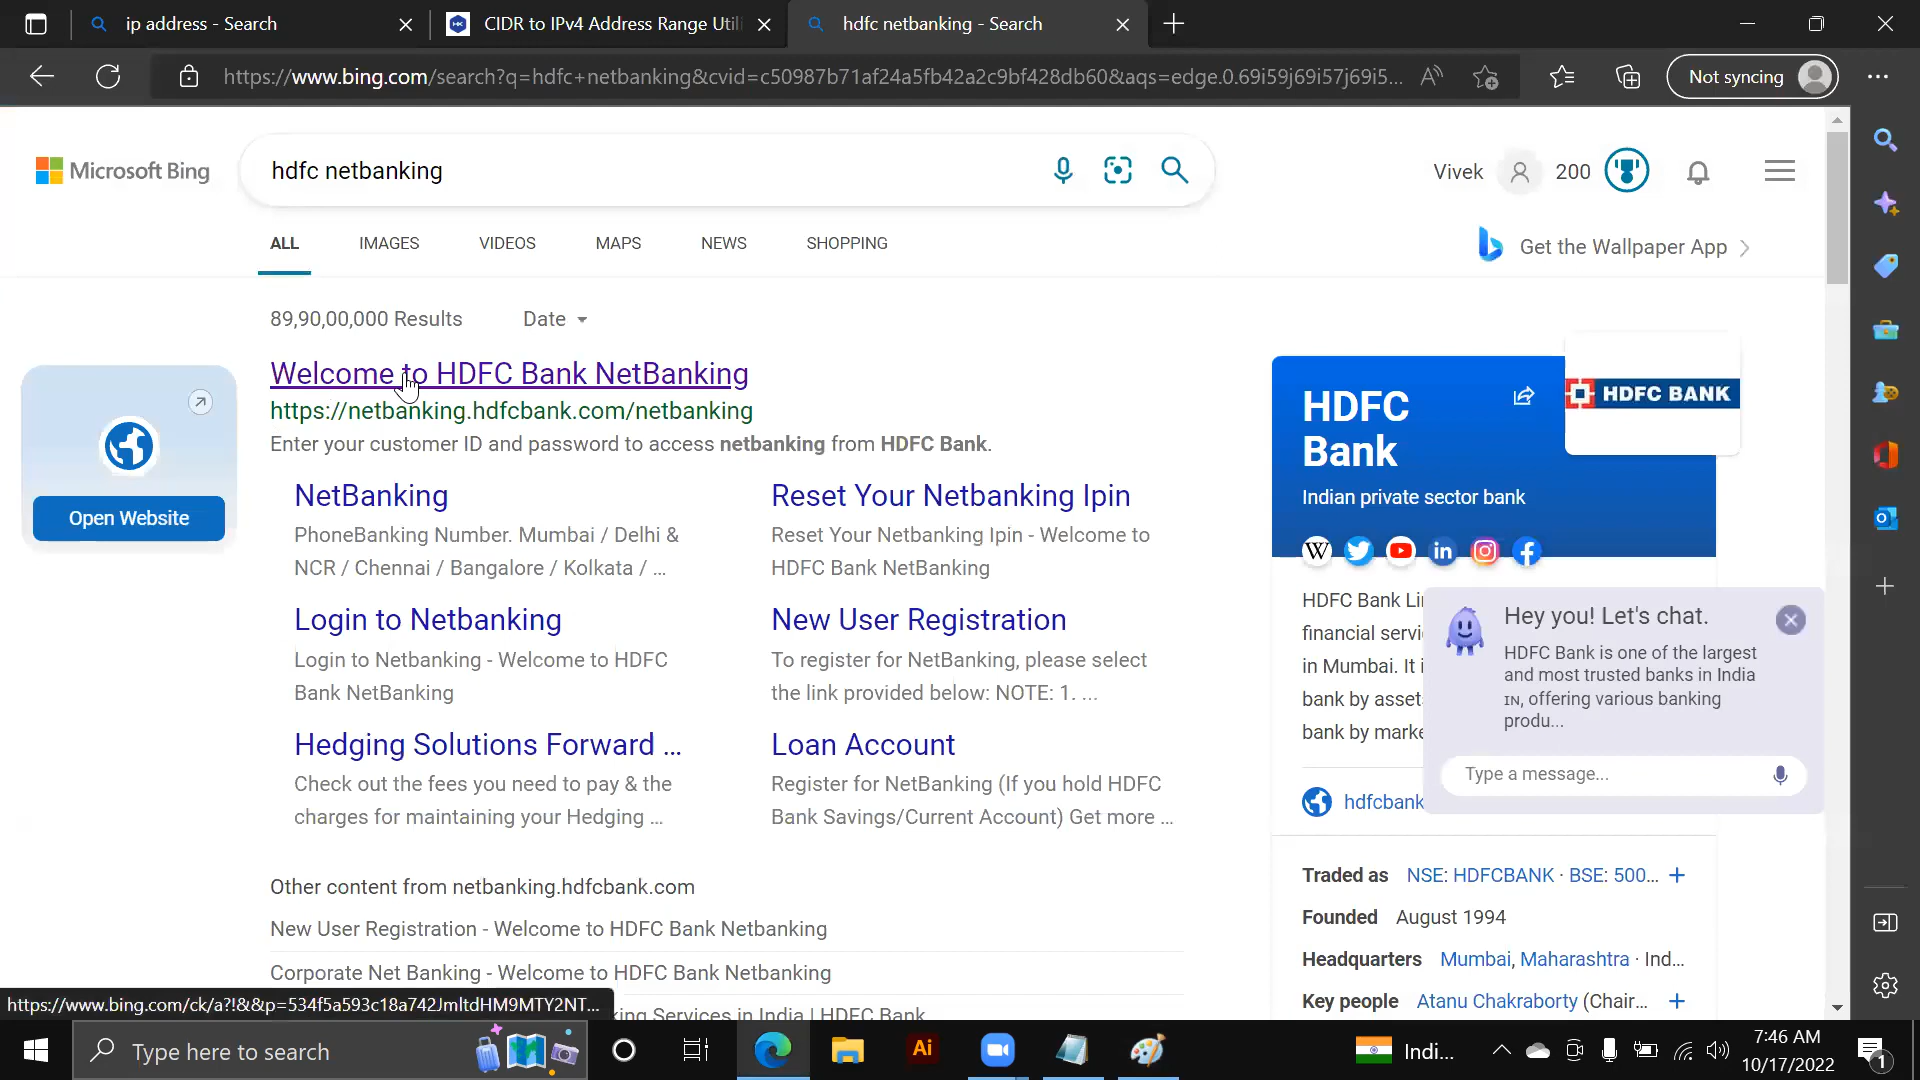 ip address - Search
CIDR to IPv4 Address Range Util
hdfc netbanking - Search
https://www.bing.com/search?q=hdfc+netbanking&cvid=c50987b71af24a5fb42a2c9bf428db60&aqs=edge.0.69i59j69i57j69i5...
Not syncing
Microsoft Bing
hdfc netbanking
Vivek
200
ALL
IMAGES
VIDEOS
MAPS
NEWS
SHOPPING
Get the Wallpaper App
89,90,00,000 Results
Date
Open Website
Welcome to HDFC Bank NetBanking
https://netbanking.hdfcbank.com/netbanking
Enter your customer ID and password to access netbanking from HDFC Bank.
NetBanking
PhoneBanking Number. Mumbai / Delhi &
NCR / Chennai / Bangalore / Kolkata / ...
Reset Your Netbanking Ipin
Reset Your Netbanking Ipin - Welcome to
HDFC Bank NetBanking
Login to Netbanking
Login to Netbanking - Welcome to HDFC
Bank NetBanking
New User Registration
To register for NetBanking, please select
the link provided below: NOTE: 1. ...
Hedging Solutions Forward ...
Check out the fees you need to pay & the
charges for maintaining your Hedging ...
Loan Account
Register for NetBanking (If you hold HDFC
Bank Savings/Current Account) Get more ...
Other content from netbanking.hdfcbank.com
New User Registration - Welcome to HDFC Bank Netbanking
Corporate Net Banking - Welcome to HDFC Bank Netbanking
king Services in India | HDFC Bank
HDFC
Bank
Indian private sector bank
HDFC BANK
W
in
HDFC Bank Li
financial servi
in Mumbai. It i
bank by asset
bank by marke
hdfcbank
Hey you! Let's chat.
HDFC Bank is one of the largest
and most trusted banks in India
IN, offering various banking
produ...
Type a message...
Traded as NSE: HDFCBANK · BSE: 500...
Founded August 1994
Headquarters Mumbai, Maharashtra · Ind...
Key people Atanu Chakraborty (Chair...
https://www.bing.com/ck/a?!&&p=534f5a593c18a742JmltdHM9MTY2NT...
Type here to search
Ai
Indi...
7:46 AM
10/17/2022
1